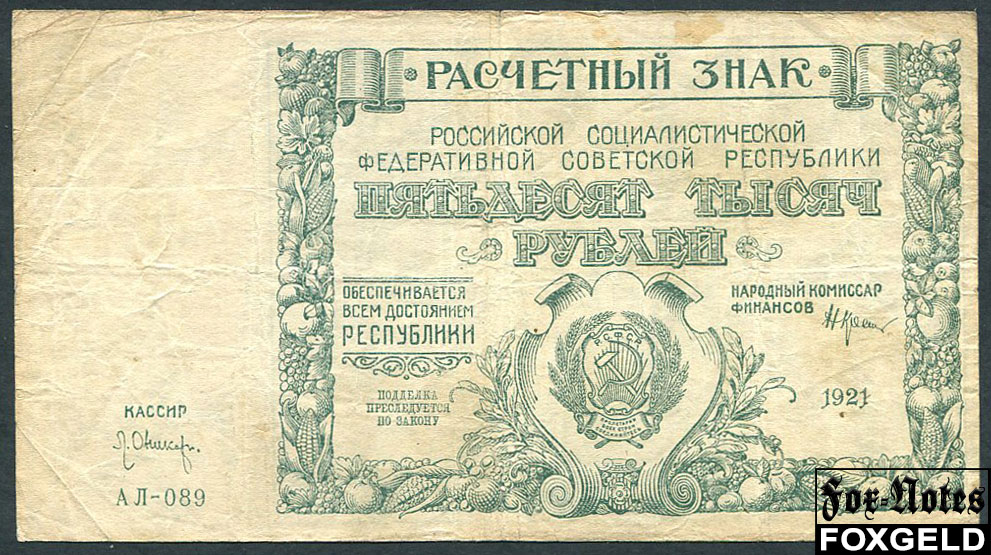 РАСЧЕТНЫЙ ЗНАК
РОССИЙСКОЙ СОЦИАЛИСТИЧЕСКОЙ
ФЕДЕРАТИВНОЙ СОВЕТСКОЙ РЕСПУБЛИКИ
ПЯТЬДЕСЯТ ТЫСЯЧ
РУБЛЕЙ
ОБЕСПЕЧИВАЕТСЯ
ВСЕМ ДОСТОЯНИЕМ
РЕСПУБЛИКИ
НАРОДНЫЙ КОМИССАР
ФИНАНСОВ
РСФСР
ПОДДЕЛКА
ПРЕСЛЕДУЕТСЯ
ПО ЗАКОНУ
1921
КАССИР
АЛ-089
Fox-Notes
FOXGELD